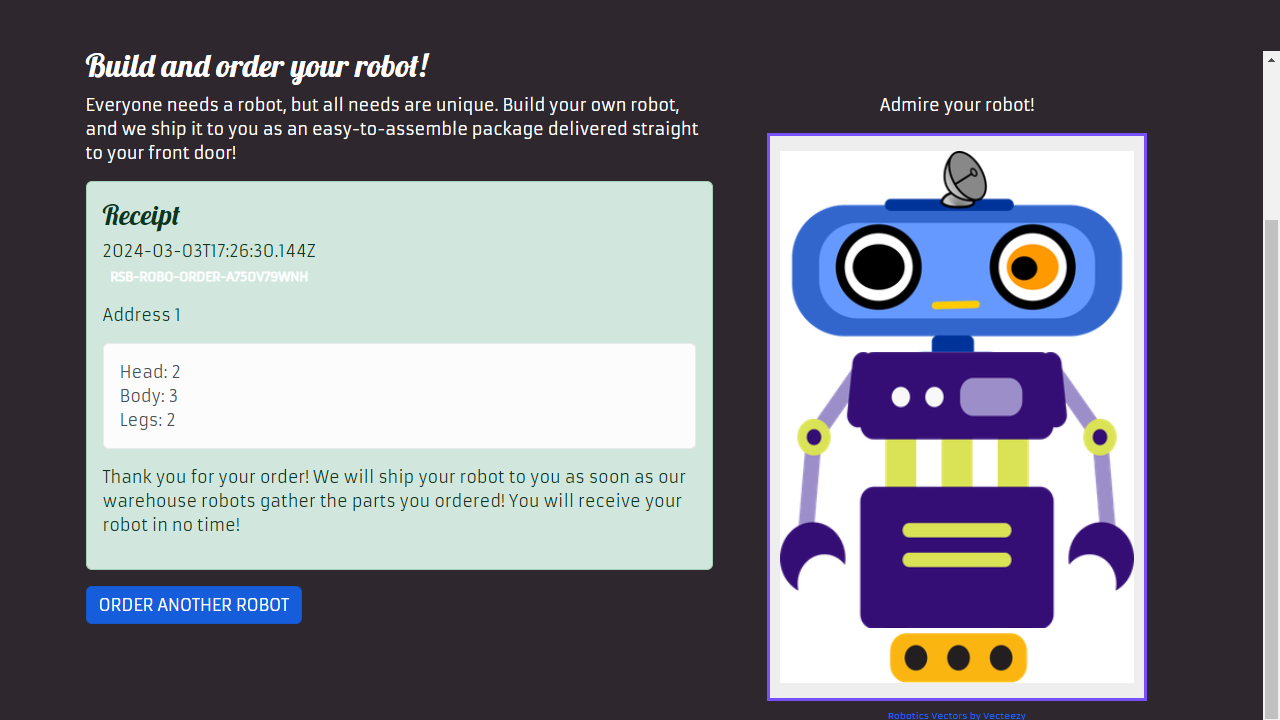 Build and order your robot!
Everyone needs a robot, but all needs are unique. Build your own robot,
and we ship it to you as an easy-to-assemble package delivered straight
to your front door!
Receipt
2024-03-03T17:26:30.144Z
RSB-ROBO-ORDER-A75OV79WNH
Address 1
Head: 2
Body: 3
Legs: 2
Thank you for your order! We will ship your robot to you as soon as our
warehouse robots gather the parts you ordered! You will receive your
robot in no time!
ORDER ANOTHER ROBOT
Admire your robot!
Robotics Vectors by Vecteezy